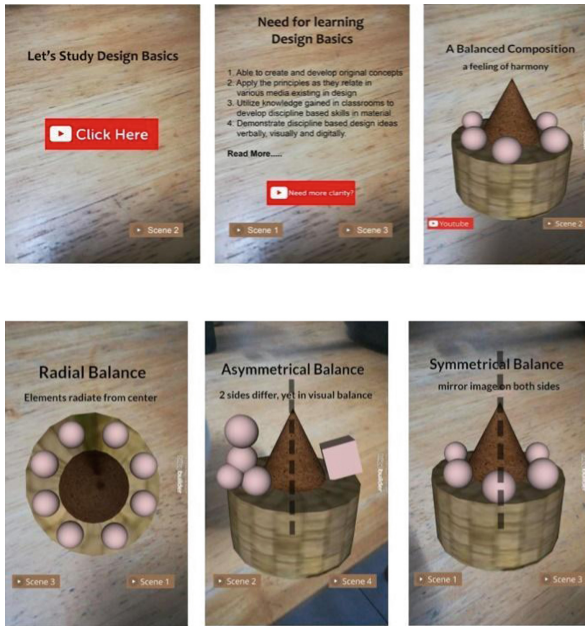 Let's Study Design Basics
Click Here
Scene 2
Need for learning
Design Basics
1. Able to create and develop original concepts
2. Apply the principles as they relate in
various media existing in design
3. Utilize knowledge gained in classrooms to
develop discipline based skills in material
4. Demonstrate discipline based design ideas
verbally, visually and digitally.
Read More.....
Need more clarity?
Scene 1
Scene 3
A Balanced Composition
a feeling of harmony
Youtube
Scene 2
Radial Balance
Elements radiate from center
Scene 3
Scene 1
Asymmetrical Balance
2 sides differ, yet in visual balance
Scene 2
Scene 4
Symmetrical Balance
mirror image on both sides
Scene 1
Scene 3